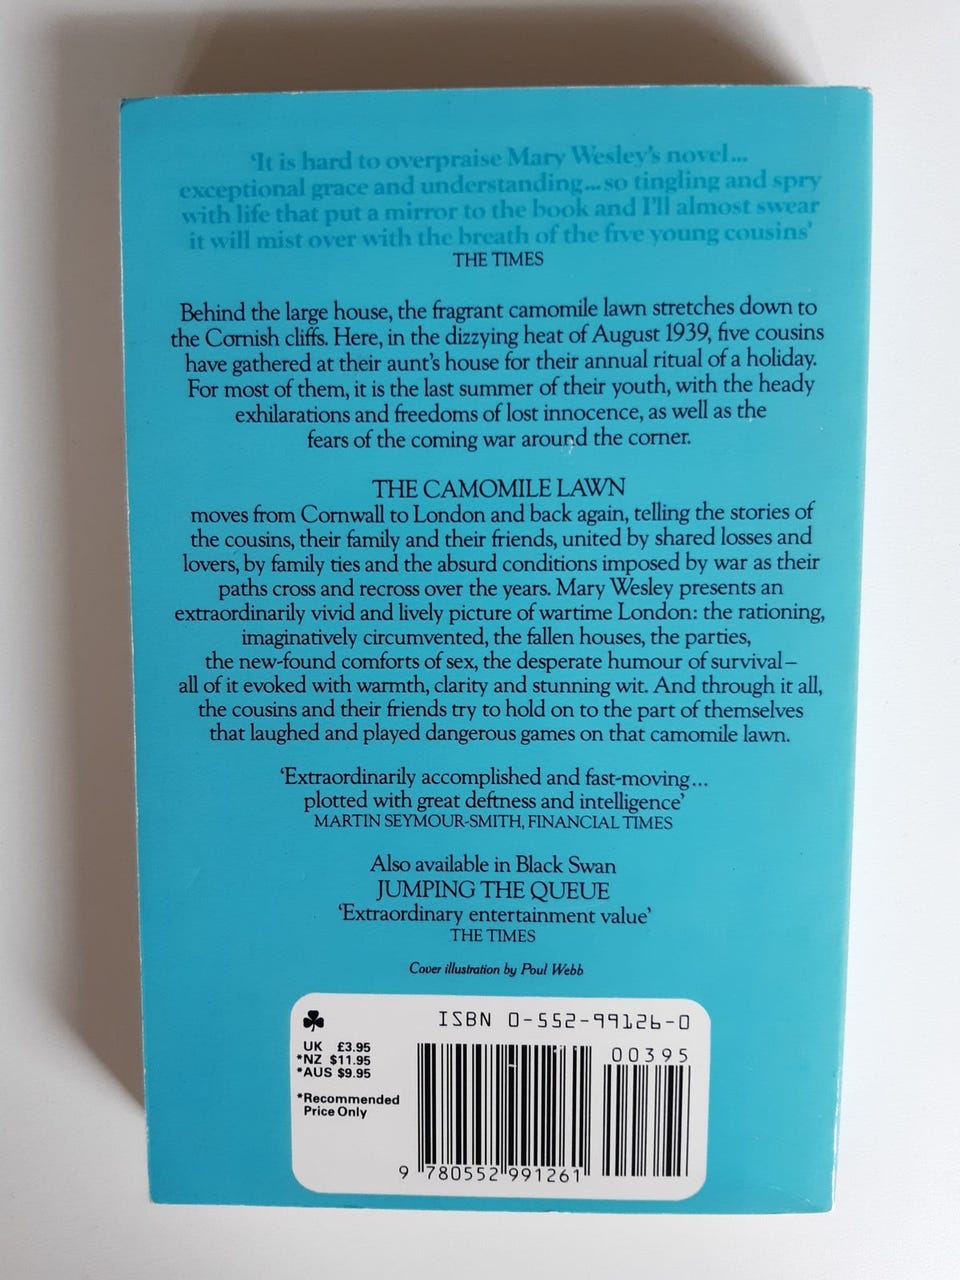 ‘It is hard to overpraise Mary Wesley’s novel...
exceptional grace and understanding...so tingling and spry
with life that put a mirror to the book and I’ll almost swear
it will mist over with the breath of the five young cousins’
THE TIMES
Behind the large house, the fragrant camomile lawn stretches down to
the Cornish cliffs. Here, in the dizzying heat of August 1939, five cousins
have gathered at their aunt’s house for their annual ritual of a holiday.
For most of them, it is the last summer of their youth, with the heady
exhilarations and freedoms of lost innocence, as well as the
fears of the coming war around the corner.
THE CAMOMILE LAWN
moves from Cornwall to London and back again, telling the stories of
the cousins, their family and their friends, united by shared losses and
lovers, by family ties and the absurd conditions imposed by war as their
paths cross and recross over the years. Mary Wesley presents an
extraordinarily vivid and lively picture of wartime London: the rationing,
imaginatively circumvented, the fallen houses, the parties,
the new-found comforts of sex, the desperate humour of survival–
all of it evoked with warmth, clarity and stunning wit. And through it all,
the cousins and their friends try to hold on to the part of themselves
that laughed and played dangerous games on that camomile lawn.
‘Extraordinarily accomplished and fast-moving...
plotted with great deftness and intelligence’
MARTIN SEYMOUR-SMITH, FINANCIAL TIMES
Also available in Black Swan
JUMPING THE QUEUE
‘Extraordinary entertainment value’
THE TIMES
Cover illustration by Poul Webb
ISBN 0-552-99126-0
UK £3.95
*NZ $11.95
*AUS $9.95
*Recommended
Price Only
00395
9 780552 991261